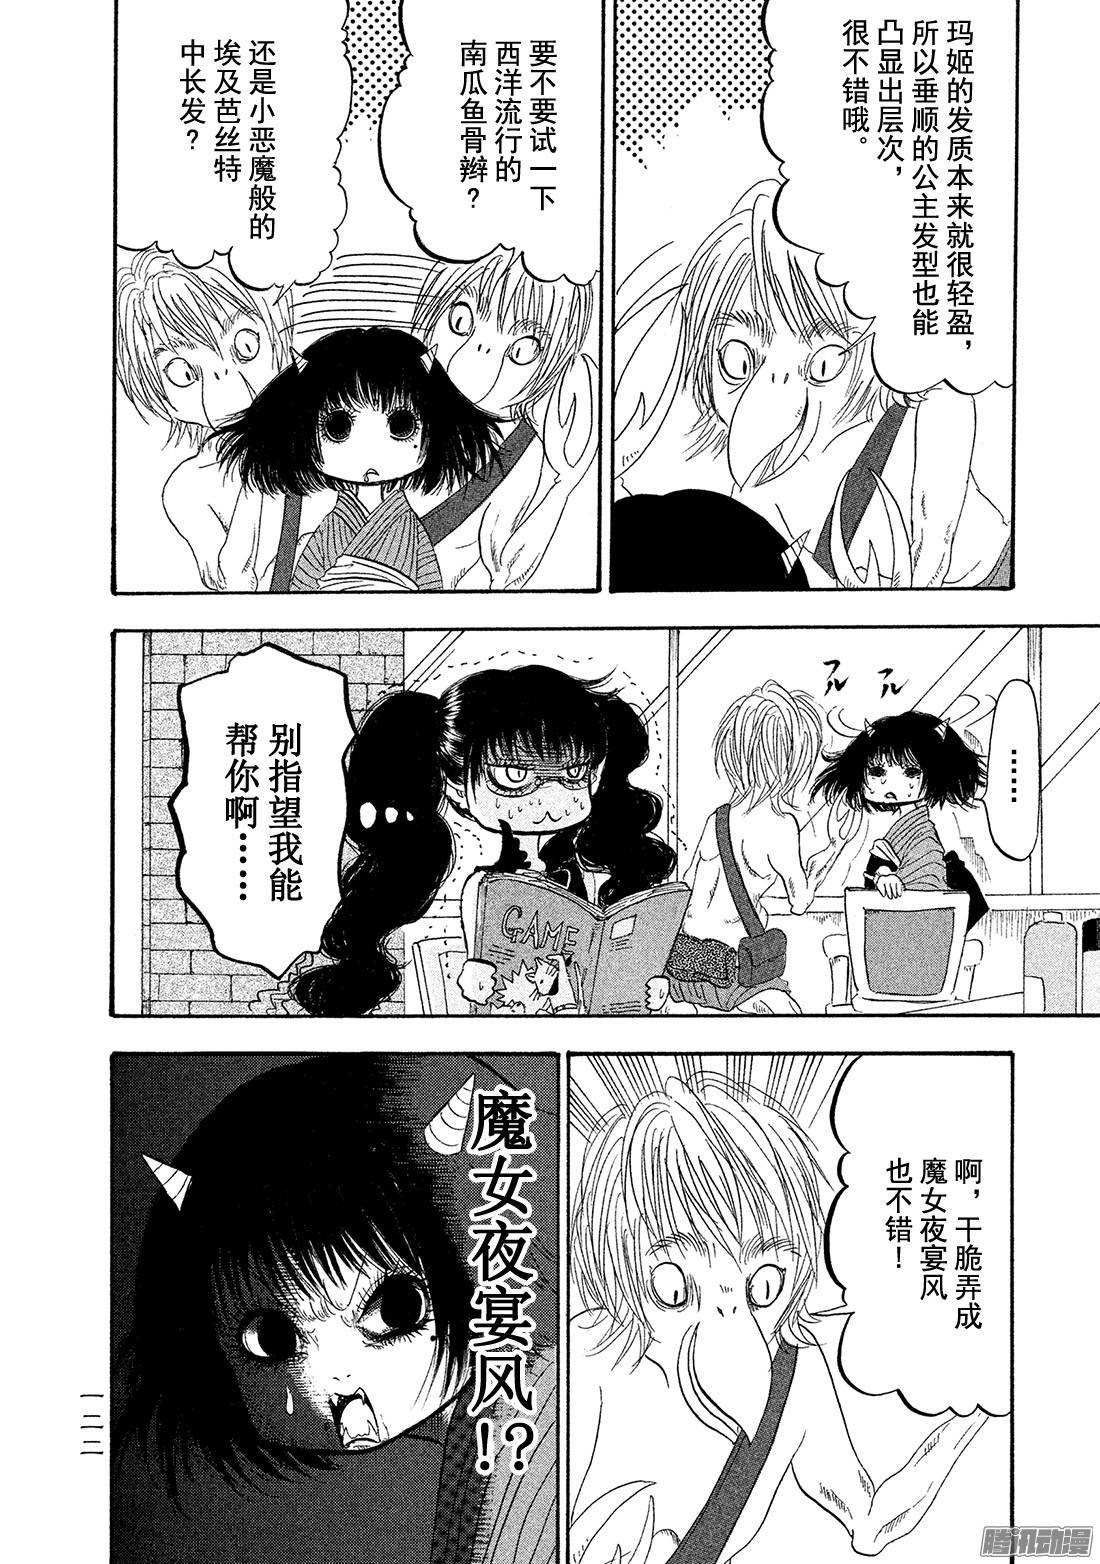 玛姬的发质本来就很轻盈，
所以垂顺的公主发型也能
凸显出层次，
很不错哦。
要不要试一下
西洋流行的
南瓜鱼骨辫？
还是小恶魔般的
埃及芭丝特
中长发？
……
フル
フル
GAME
…
别指望我能
帮你啊……
啊，干脆弄成
魔女夜宴风
也不错！
魔女夜宴风！？
一二二
腾讯动漫